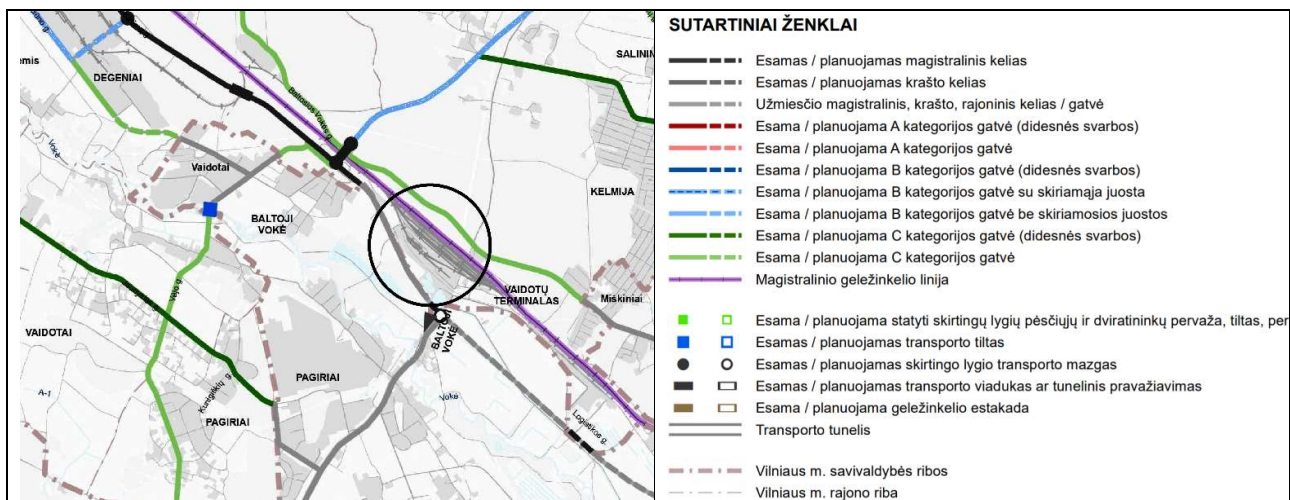 DEGENIAI
SALININ
Baltosios Vokės g.
Vokė
Vaidotai
KELMIJA
BALTOJI
VOKĖ
VAIDOTŲ
TERMINALAS
Miškiniai
Vėjo g.
BALTOJI
VOKĖ
VAIDOTAI
PAGIRIAI
A-1
Vokė
PAGIRIAI
Logistikos g.
SUTARTINIAI ŽENKLAI
Esamas / planuojamas magistralinis kelias
Esamas / planuojamas krašto kelias
Užmiesčio magistralinis, krašto, rajoninis kelias / gatvė
Esama / planuojama A kategorijos gatvė (didesnės svarbos)
Esama / planuojama A kategorijos gatvė
Esama / planuojama B kategorijos gatvė (didesnės svarbos)
Esama / planuojama B kategorijos gatvė su skiriamąja juosta
Esama / planuojama B kategorijos gatvė be skiriamosios juostos
Esama / planuojama C kategorijos gatvė (didesnės svarbos)
Esama / planuojama C kategorijos gatvė
Magistralinio geležinkelio linija
Esama / planuojama statyti skirtingų lygių pėsčiųjų ir dviratininkų pervaža, tiltas, per
Esamas / planuojamas transporto tiltas
Esamas / planuojamas skirtingo lygio transporto mazgas
Esamas / planuojamas transporto viadukas ar tunelinis pravažiavimas
Esama / planuojama geležinkelio estakada
Transporto tunelis
Vilniaus m. savivaldybės ribos
Vilniaus m. rajono riba